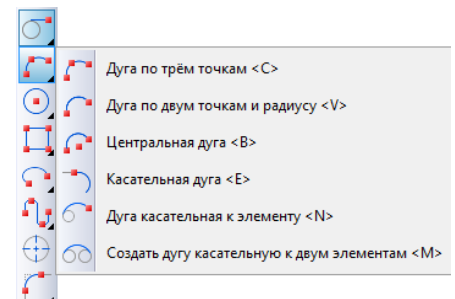 Дуга по трём точкам <C>
Дуга по двум точкам и радиусу <V>
Центральная дуга <B>
Касательная дуга <E>
Дуга касательная к элементу <N>
Создать дугу касательную к двум элементам <M>